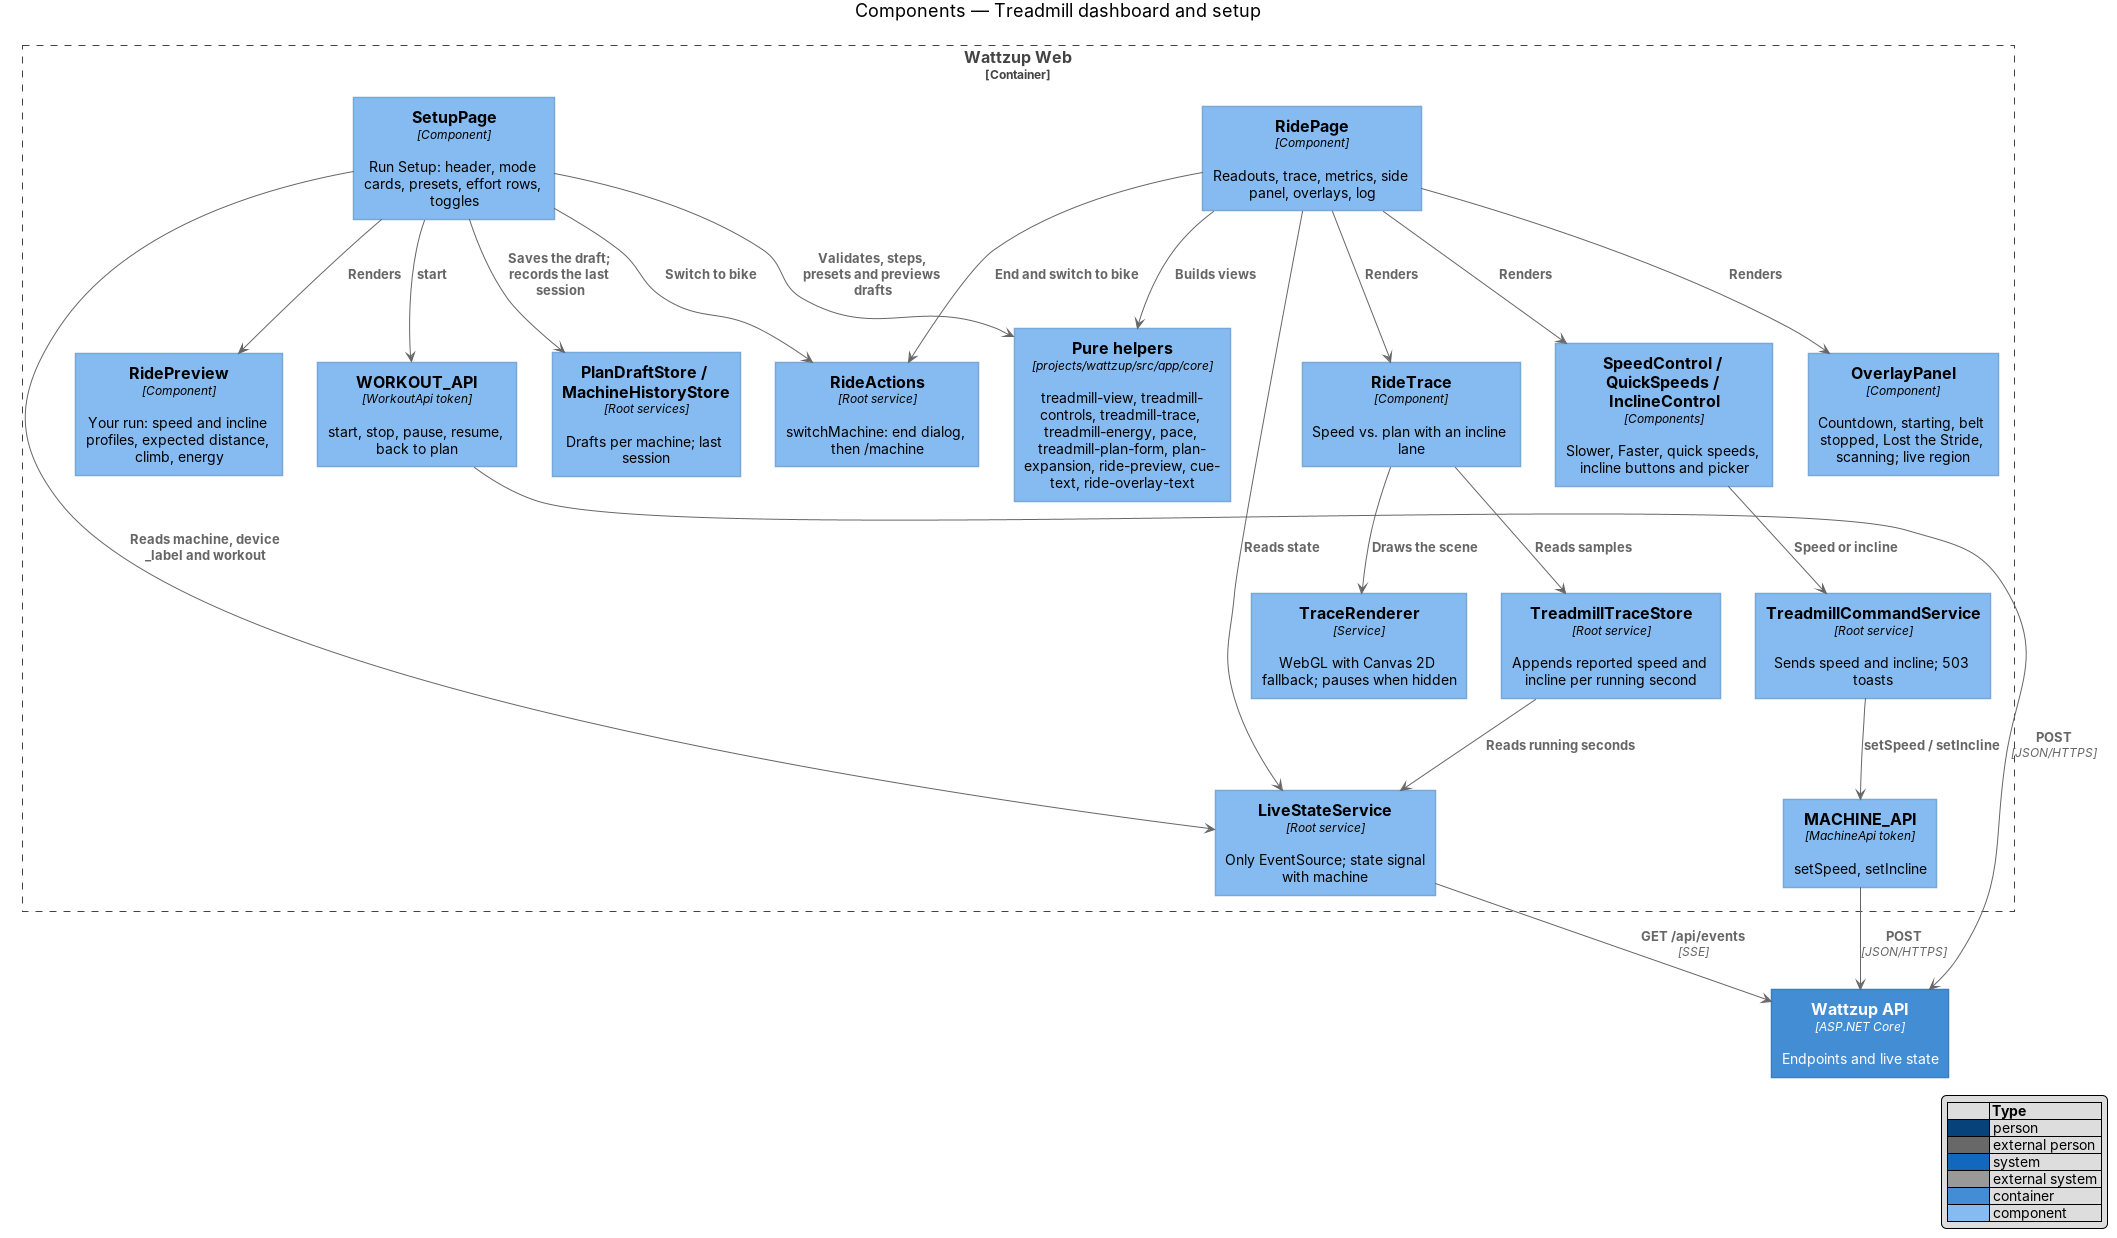 Components — Treadmill dashboard and setup
Wattzup Web
[Container]
SetupPage
[Component]
Run Setup: header, mode
cards, presets, effort rows,
toggles
RidePage
[Component]
Readouts, trace, metrics, side
panel, overlays, log
Renders
start
Saves the draft;
records the last
session
Switch to bike
Validates, steps,
presets and previews
drafts
End and switch to bike
Builds views
Renders
Renders
Renders
RidePreview
[Component]
Your run: speed and incline
profiles, expected distance,
climb, energy
WORKOUT_API
[WorkoutApi token]
start, stop, pause, resume,
back to plan
PlanDraftStore /
MachineHistoryStore
[Root services]
Drafts per machine; last
session
RideActions
[Root service]
switchMachine: end dialog,
then /machine
Pure helpers
[projects/wattzup/src/app/core]
treadmill-view, treadmill-
controls, treadmill-trace,
treadmill-energy, pace,
treadmill-plan-form, plan-
expansion, ride-preview, cue-
text, ride-overlay-text
RideTrace
[Component]
Speed vs. plan with an incline
lane
SpeedControl /
QuickSpeeds /
InclineControl
[Components]
Slower, Faster, quick speeds,
incline buttons and picker
OverlayPanel
[Component]
Countdown, starting, belt
stopped, Lost the Stride,
scanning; live region
Reads machine, device
_label and workout
Reads state
Draws the scene
Reads samples
Speed or incline
TraceRenderer
[Service]
WebGL with Canvas 2D
fallback; pauses when hidden
TreadmillTraceStore
[Root service]
Appends reported speed and
incline per running second
TreadmillCommandService
[Root service]
Sends speed and incline; 503
toasts
Reads running seconds
setSpeed / setIncline
POST
[JSON/HTTPS]
LiveStateService
[Root service]
Only EventSource; state signal
with machine
MACHINE_API
[MachineApi token]
setSpeed, setIncline
GET /api/events
[SSE]
POST
[JSON/HTTPS]
Wattzup API
[ASP.NET Core]
Endpoints and live state
Type
person
external person
system
external system
container
component